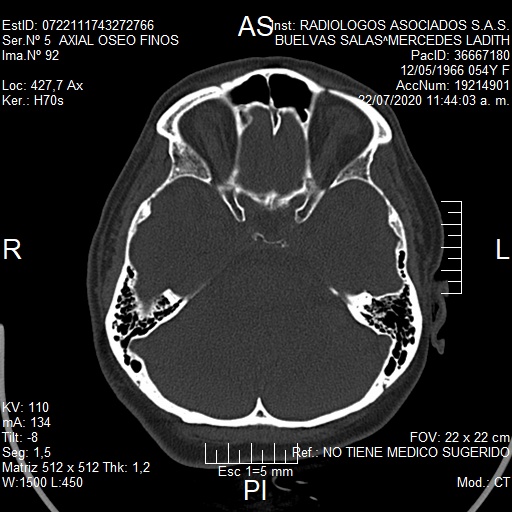 EstID: 0722111743272766
Ser.Nº 5 AXIAL OSEO FINOS
Ima.Nº 92
Loc: 427,7 Ax
Ker.: H70s
AS
Inst: RADIOLOGOS ASOCIADOS S.A.S.
BUELVAS SALAS^MERCEDES LADITH
PacID: 36667180
12/05/1966 054Y F
AccNum: 19214901
22/07/2020 11:44:03 a. m.
R
L
KV: 110
mA: 134
Tilt: -8
Seg: 1,5
Matriz 512 x 512 Thk: 1,2
W:1500 L:450
Esc 1=5 mm
PI
FOV: 22 x 22 cm
Ref.: NO TIENE MEDICO SUGERIDO
Mod.: CT